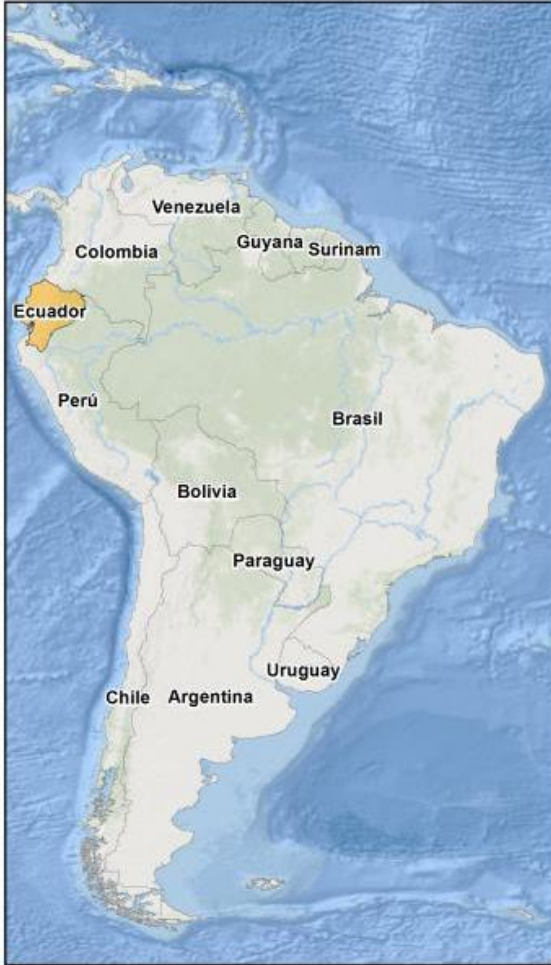 Venezuela
Guyana
Surinam
Colombia
Ecuador
Perú
Brasil
Bolivia
Paraguay
Uruguay
Chile
Argentina